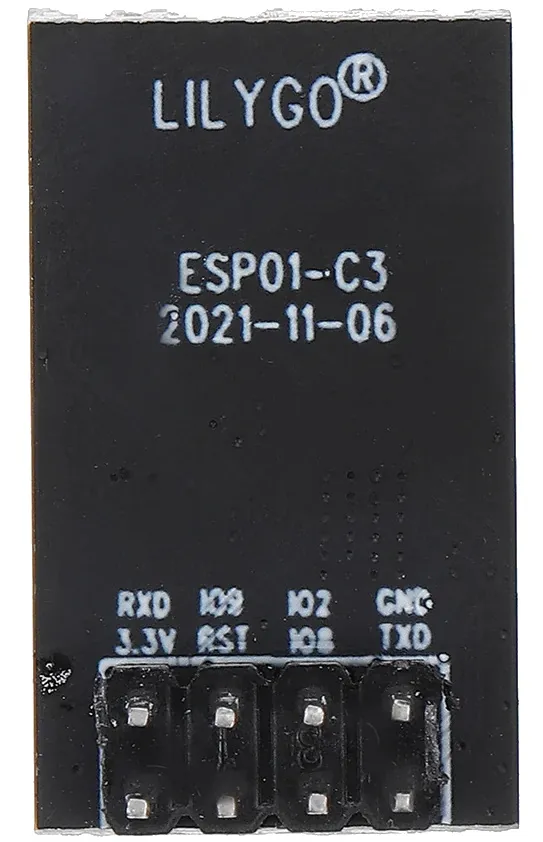 LILYGO®
ESP01-C3
2021-11-06
RXD IO9 IO2 GND
3.3V RST IO8 TXD